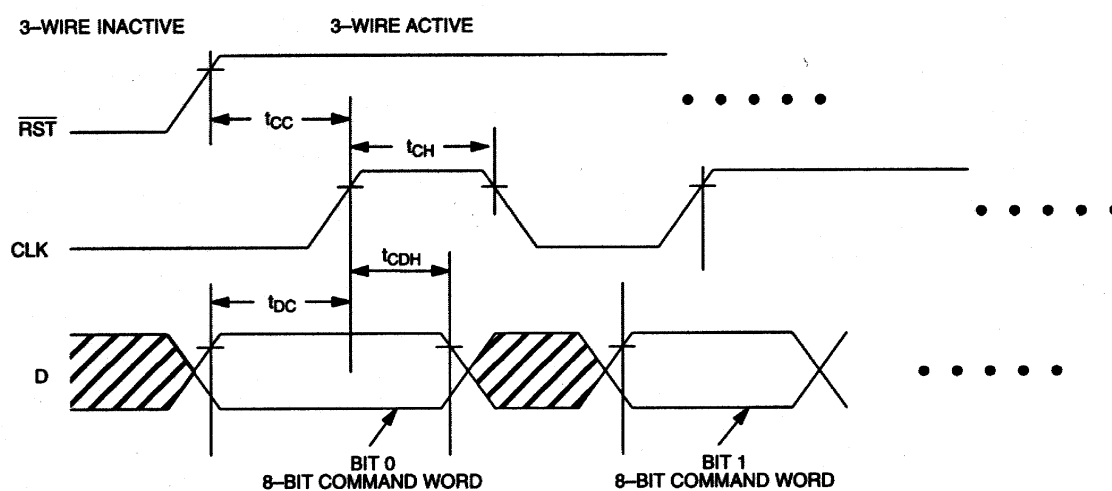 3–WIRE INACTIVE
3–WIRE ACTIVE
RST
tCC
tCH
CLK
tCDH
tDC
D
BIT 0
8–BIT COMMAND WORD
BIT 1
8–BIT COMMAND WORD